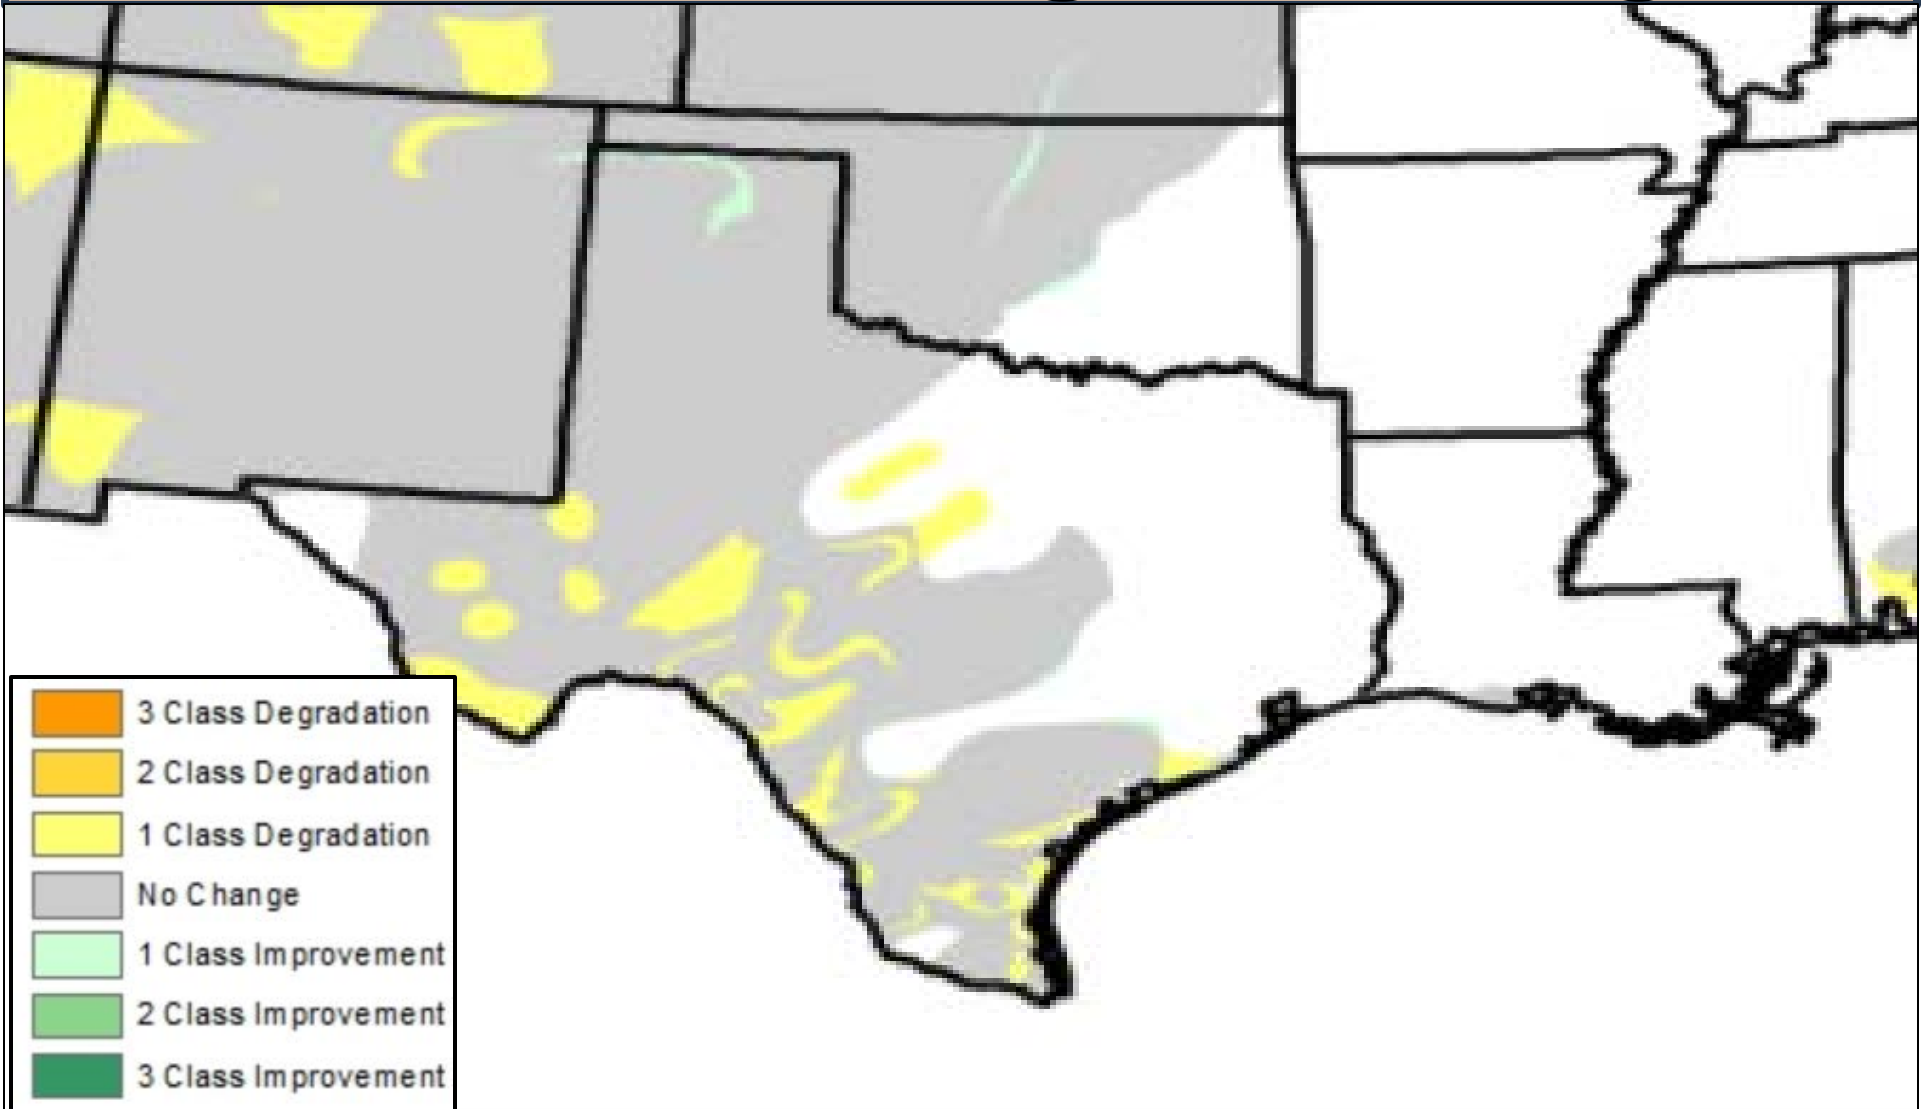 3 Class Degradation
2 Class Degradation
1 Class Degradation
No Change
1 Class Improvement
2 Class Improvement
3 Class Improvement